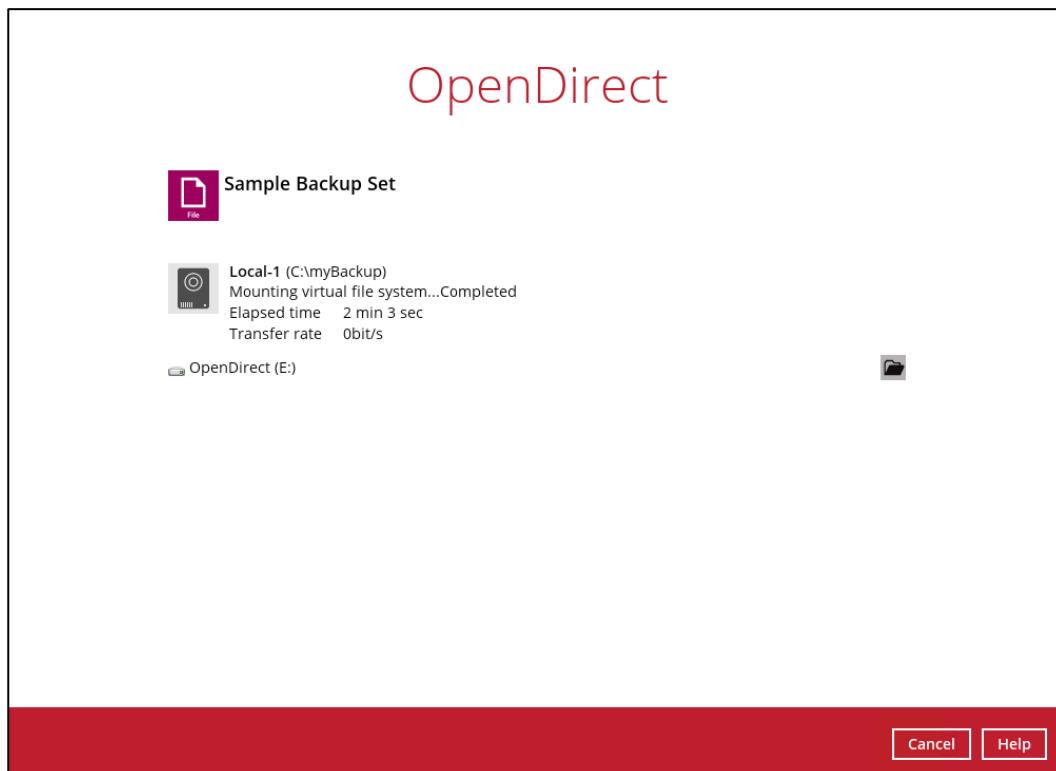 OpenDirect
Sample Backup Set
File
Local-1 (C:\myBackup)
Mounting virtual file system...Completed
Elapsed time 2 min 3 sec
Transfer rate 0bit/s
OpenDirect (E:)
Cancel Help